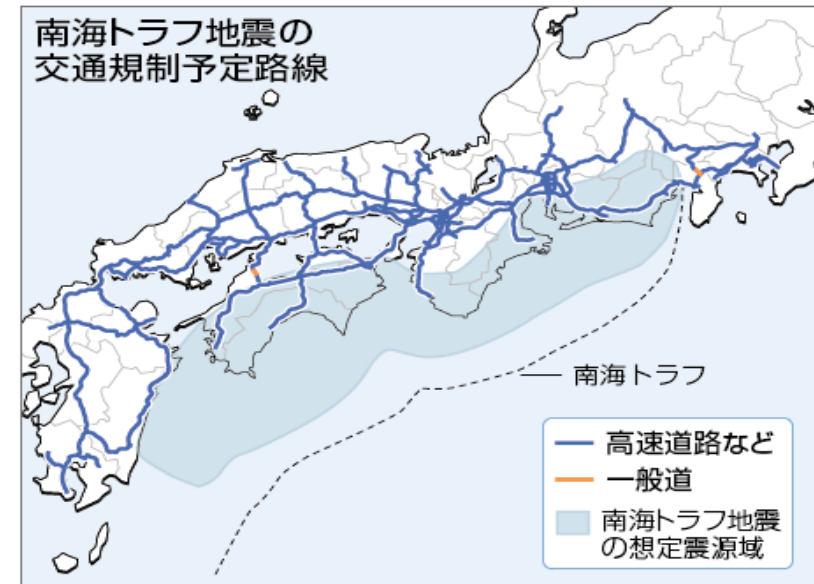 南海トラフ地震の
交通規制予定路線
南海トラフ
高速道路など
一般道
南海トラフ地震
の想定震源域